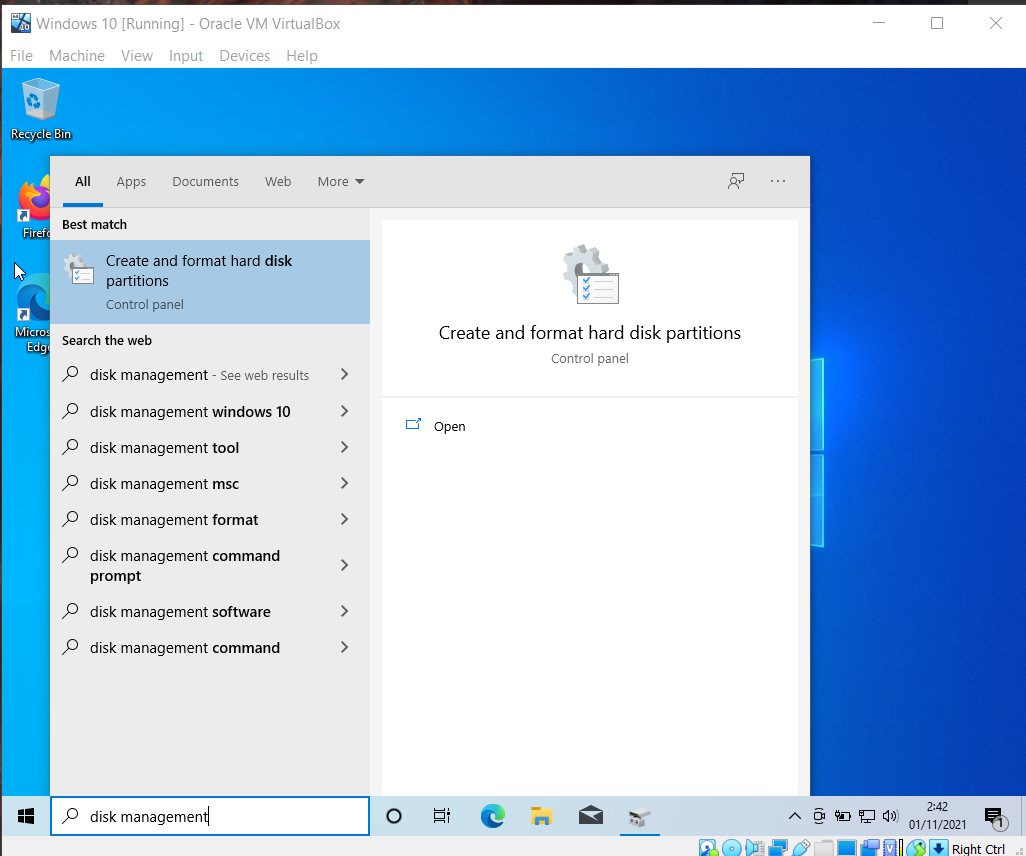 Windows 10 [Running] - Oracle VM VirtualBox
File Machine View Input Devices Help
Recycle Bin
All Apps Documents Web More
Firefo
Best match
Create and format hard disk
partitions
Control panel
Micros
Edge
Search the web
disk management - See web results
disk management windows 10
disk management tool
disk management msc
disk management format
disk management command
prompt
disk management software
disk management command
Create and format hard disk partitions
Control panel
Open
disk management
2:42
01/11/2021
1
Right Ctrl